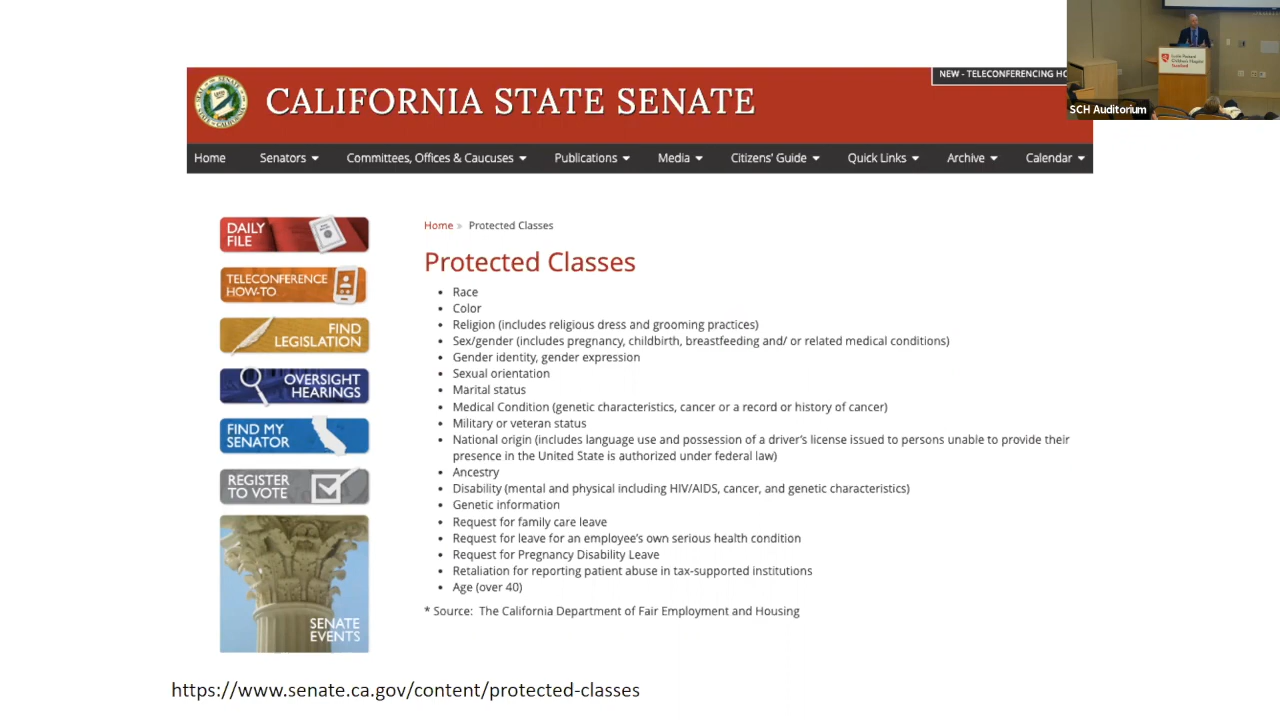 NEW - TELECONFERENCING HO
CALIFORNIA STATE SENATE
SCH Auditorium
Home
Senators
Committees, Offices & Caucuses
Publications
Media
Citizens' Guide
Quick Links
Archive
Calendar
DAILY
FILE
TELECONFERENCE
HOW-TO
FIND
LEGISLATION
OVERSIGHT
HEARINGS
FIND MY
SENATOR
REGISTER
TO VOTE
SENATE
EVENTS
Home » Protected Classes
Protected Classes
• Race
• Color
• Religion (includes religious dress and grooming practices)
• Sex/gender (includes pregnancy, childbirth, breastfeeding and/ or related medical conditions)
• Gender identity, gender expression
• Sexual orientation
• Marital status
• Medical Condition (genetic characteristics, cancer or a record or history of cancer)
• Military or veteran status
• National origin (includes language use and possession of a driver's license issued to persons unable to provide their
presence in the United State is authorized under federal law)
• Ancestry
• Disability (mental and physical including HIV/AIDS, cancer, and genetic characteristics)
• Genetic information
• Request for family care leave
• Request for leave for an employee's own serious health condition
• Request for Pregnancy Disability Leave
• Retaliation for reporting patient abuse in tax-supported institutions
• Age (over 40)
* Source: The California Department of Fair Employment and Housing
https://www.senate.ca.gov/content/protected-classes